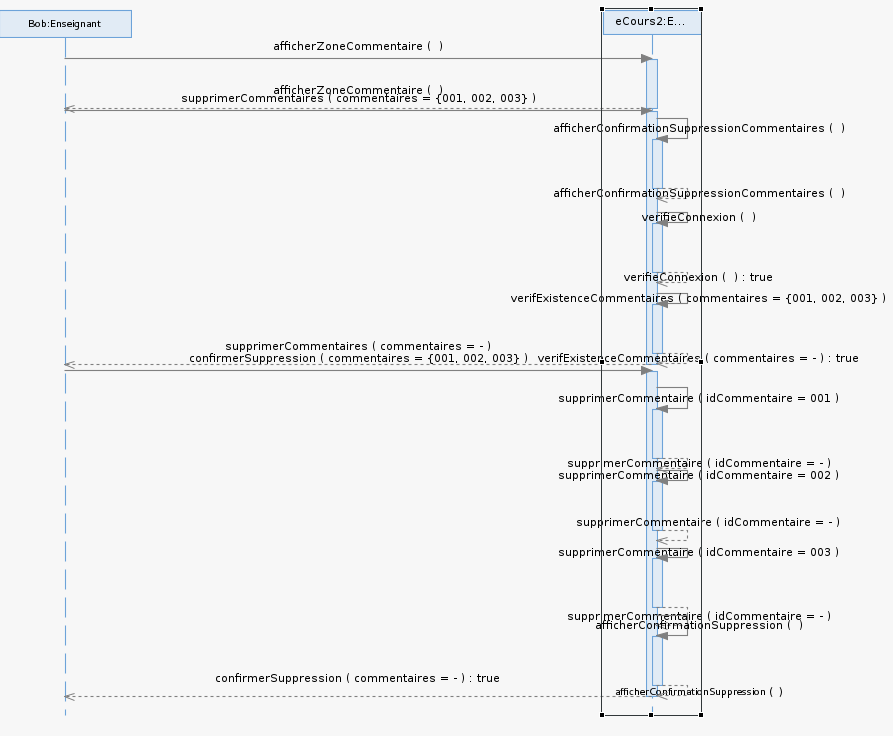 Bob:Enseignant
eCours2:E...
afficherZoneCommentaire (  )
afficherZoneCommentaire (  )
supprimerCommentaires ( commentaires = {001, 002, 003} )
afficherConfirmationSuppressionCommentaires (  )
afficherConfirmationSuppressionCommentaires (  )
verifieConnexion (  )
verifieConnexion (  ) : true
verifExistenceCommentaires ( commentaires = {001, 002, 003} )
supprimerCommentaires ( commentaires = - )
confirmerSuppression ( commentaires = {001, 002, 003} )
verifExistenceCommentaires ( commentaires = - ) : true
supprimerCommentaire ( idCommentaire = 001 )
supprimerCommentaire ( idCommentaire = - )
supprimerCommentaire ( idCommentaire = 002 )
supprimerCommentaire ( idCommentaire = - )
supprimerCommentaire ( idCommentaire = 003 )
supprimerCommentaire ( idCommentaire = - )
afficherConfirmationSuppression (  )
confirmerSuppression ( commentaires = - ) : true
afficherConfirmationSuppression (  )